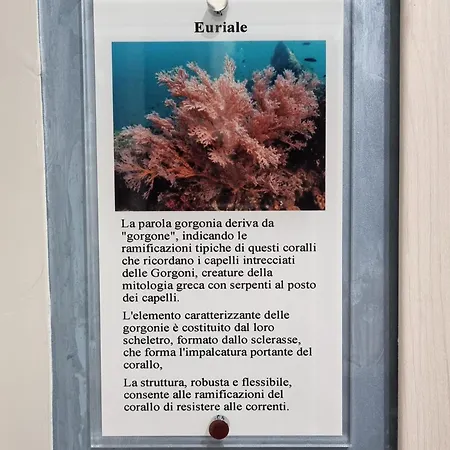 Euriale
La parola gorgonia deriva da
"gorgone", indicando le
ramificazioni tipiche di questi coralli
che ricordano i capelli intrecciati
delle Gorgoni, creature della
mitologia greca con serpenti al posto
dei capelli.
L'elemento caratterizzante delle
gorgonie è costituito dal loro
scheletro, formato dallo sclerasse,
che forma l'impalcatura portante del
corallo,
La struttura, robusta e flessibile,
consente alle ramificazioni del
corallo di resistere alle correnti.